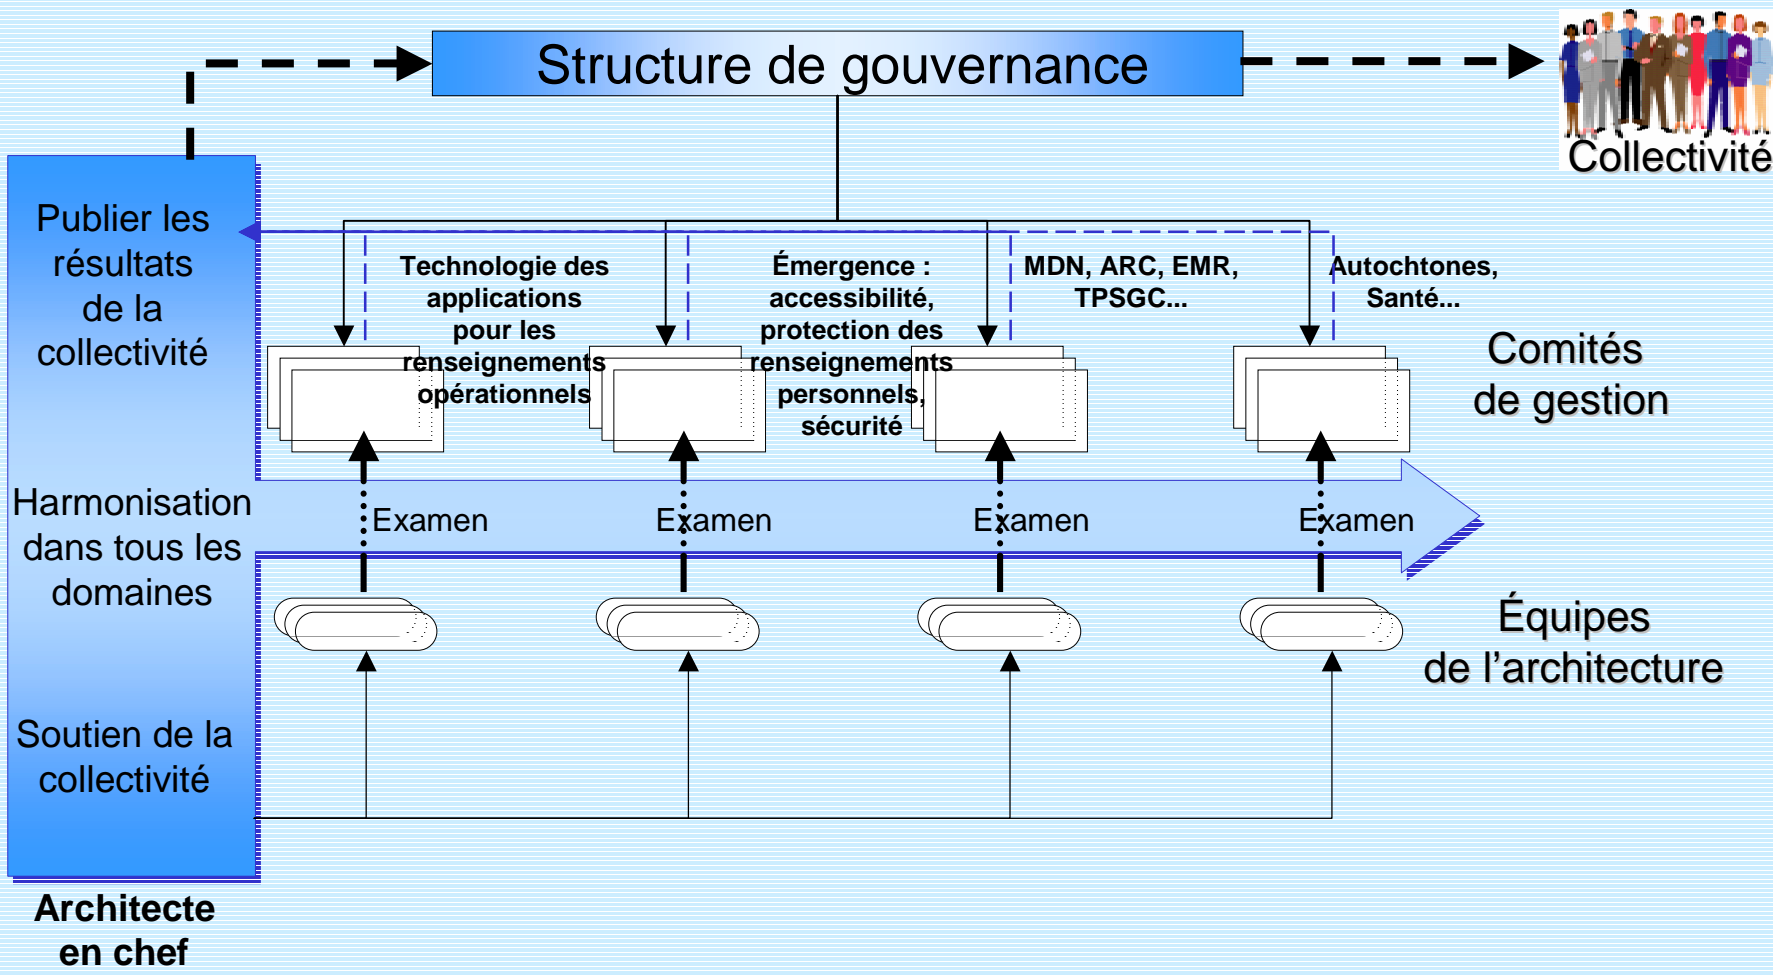 Structure de gouvernance
Collectivité
Publier les
résultats
de la
collectivité
Technologie des
applications
pour les
renseignements
opérationnels
Émergence :
accessibilité,
protection des
renseignements
personnels,
sécurité
MDN, ARC, EMR,
TPSGC...
Autochtones,
Santé...
Comités
de gestion
Harmonisation
dans tous les
domaines
Examen
Examen
Examen
Examen
Équipes
de l’architecture
Soutien de la
collectivité
Architecte
en chef